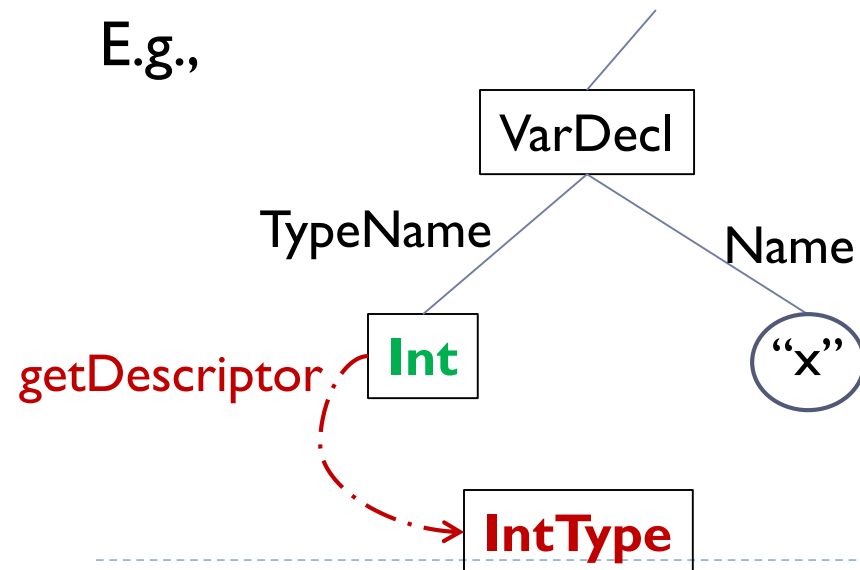 E.g.,
VarDecl
TypeName
Name
Int
“x”
getDescriptor
IntType